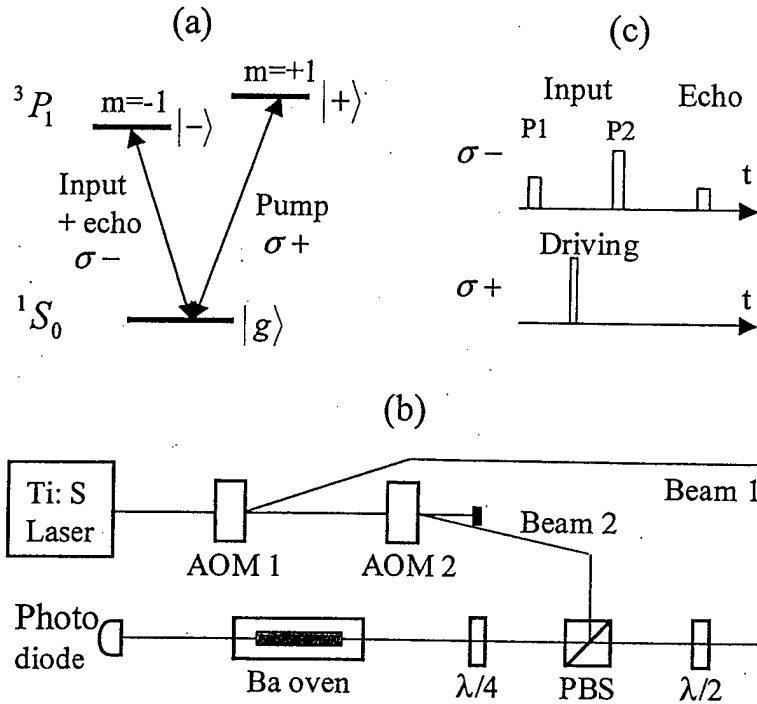 (a)
³P₁
m=-1
|−⟩
m=+1
|+⟩
Input
+ echo
σ−
Pump
σ+
¹S₀
|g⟩
(c)
Input
Echo
P1
P2
σ−
t
Driving
σ+
t
(b)
Ti: S
Laser
AOM 1
AOM 2
Beam 1
Beam 2
Photo
diode
Ba oven
λ/4
PBS
λ/2